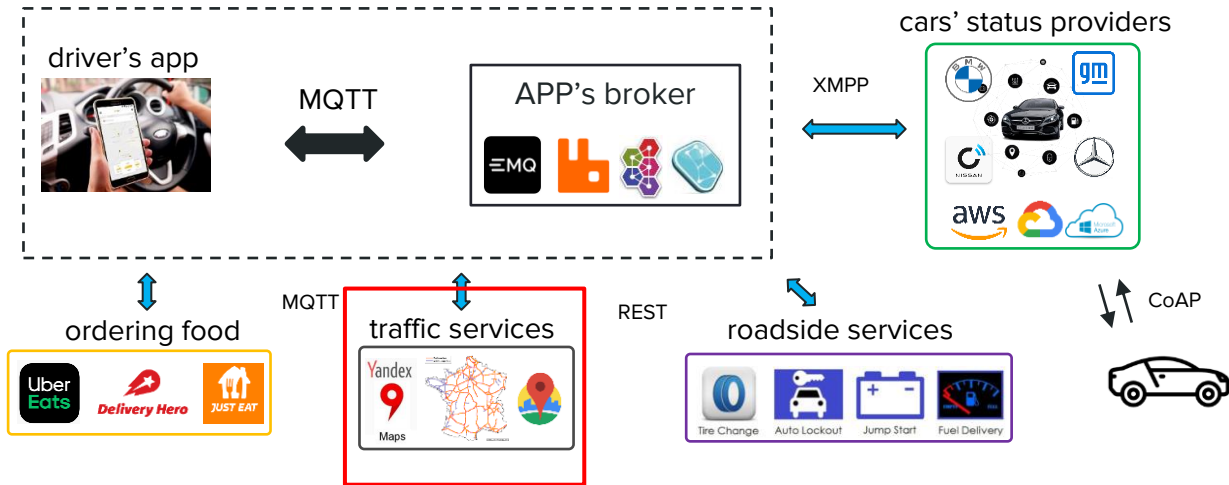 driver's app
MQTT
APP's broker
EMQ
XMPP
cars' status providers
BMW
gm
NISSAN
aws
Microsoft
Azure
CoAP
MQTT
REST
ordering food
Uber
Eats
Delivery Hero
JUST EAT
traffic services
Yandex
Maps
roadside services
Tire Change
Auto Lockout
Jump Start
Fuel Delivery